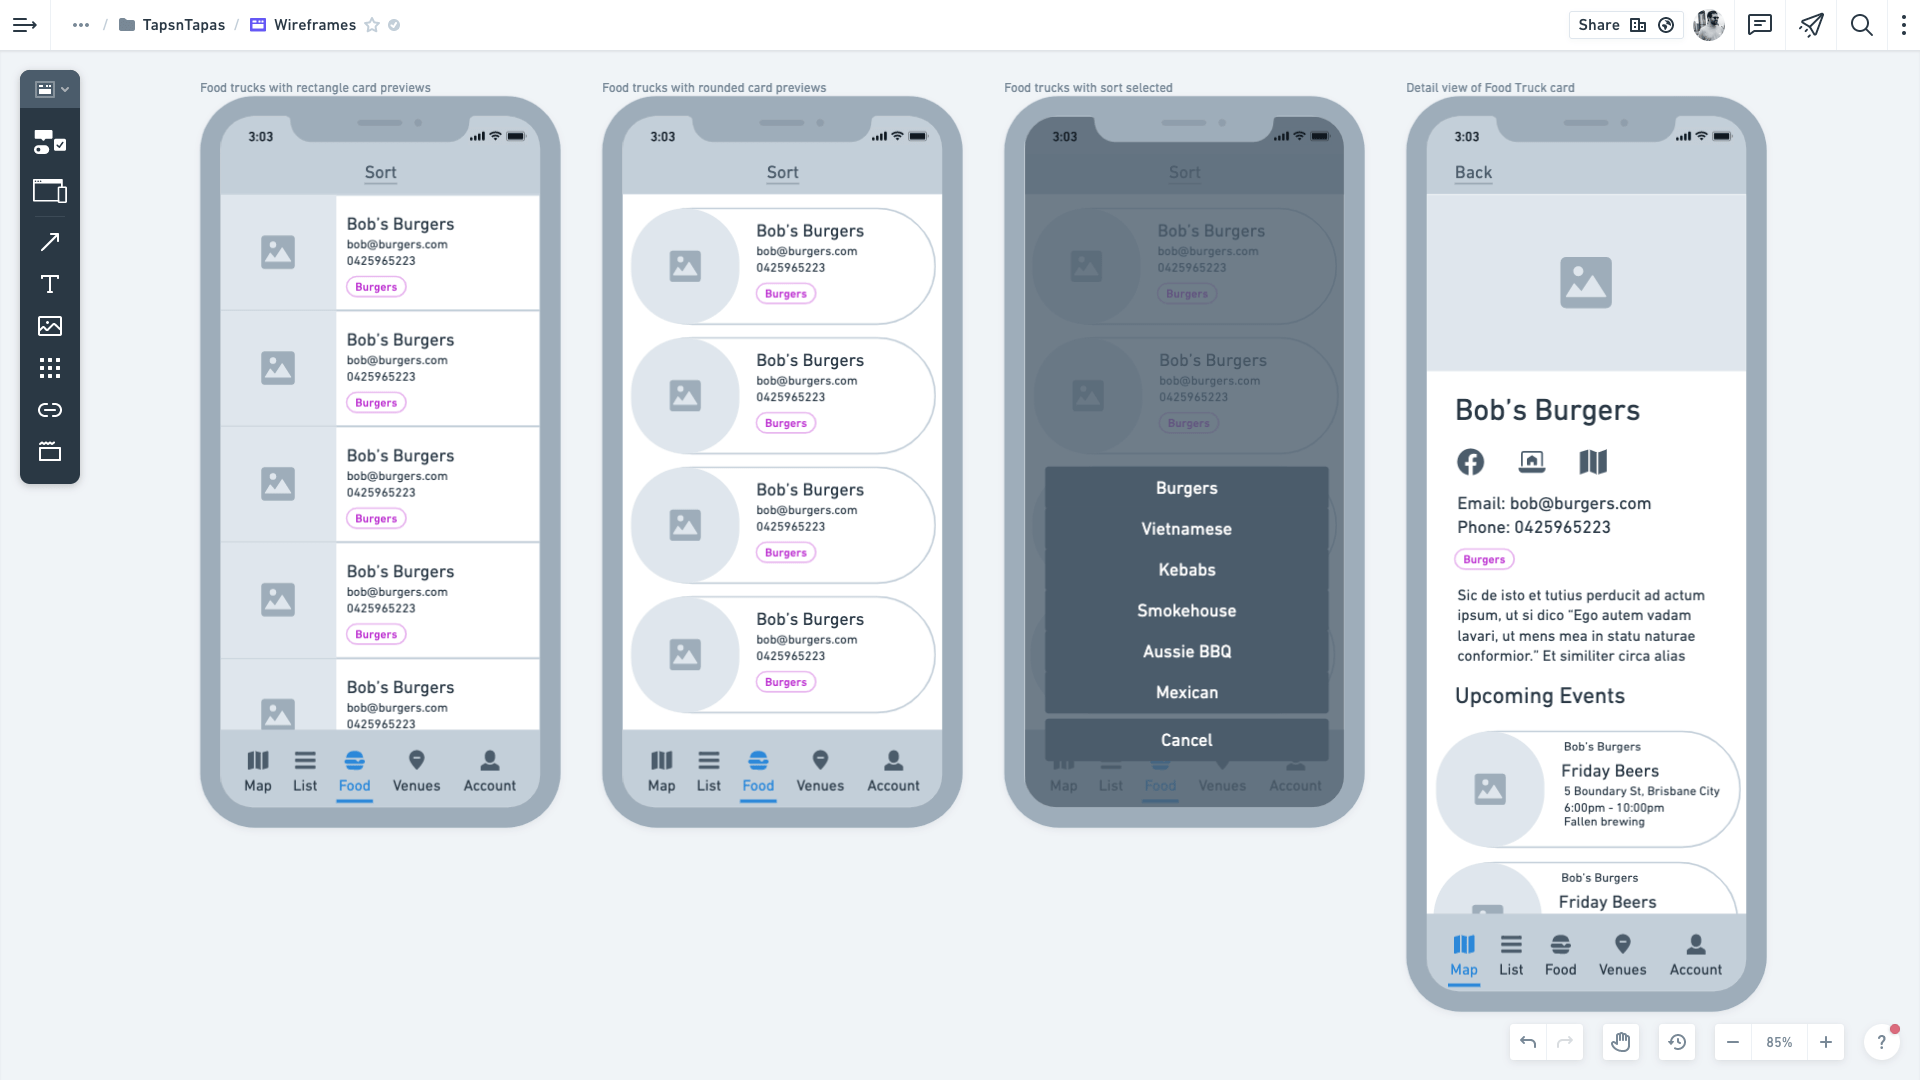 TapsnTapas / Wireframes
Share
Food trucks with rectangle card previews
3:03
Sort
Bob's Burgers
bob@burgers.com
0425965223
Burgers
Bob's Burgers
bob@burgers.com
0425965223
Burgers
Bob's Burgers
bob@burgers.com
0425965223
Burgers
Bob's Burgers
bob@burgers.com
0425965223
Burgers
Bob's Burgers
bob@burgers.com
0425965223
Map List Food Venues Account
Food trucks with rounded card previews
3:03
Sort
Bob's Burgers
bob@burgers.com
0425965223
Burgers
Bob's Burgers
bob@burgers.com
0425965223
Burgers
Bob's Burgers
bob@burgers.com
0425965223
Burgers
Bob's Burgers
bob@burgers.com
0425965223
Burgers
Map List Food Venues Account
Food trucks with sort selected
3:03
Sort
Bob's Burgers
bob@burgers.com
0425965223
Burgers
Bob's Burgers
bob@burgers.com
0425965223
Burgers
Burgers
Vietnamese
Kebabs
Smokehouse
Aussie BBQ
Mexican
Cancel
Map List Food Venues Account
Detail view of Food Truck card
3:03
Back
Bob's Burgers
Email: bob@burgers.com
Phone: 0425965223
Burgers
Sic de isto et tutius perducit ad actum
ipsum, ut si dico “Ego autem vadam
lavari, ut mens mea in statu naturae
conformior.” Et similiter circa alias
Upcoming Events
Bob's Burgers
Friday Beers
5 Boundary St, Brisbane City
6:00pm - 10:00pm
Fallen brewing
Bob's Burgers
Friday Beers
Map List Food Venues Account
85%
?